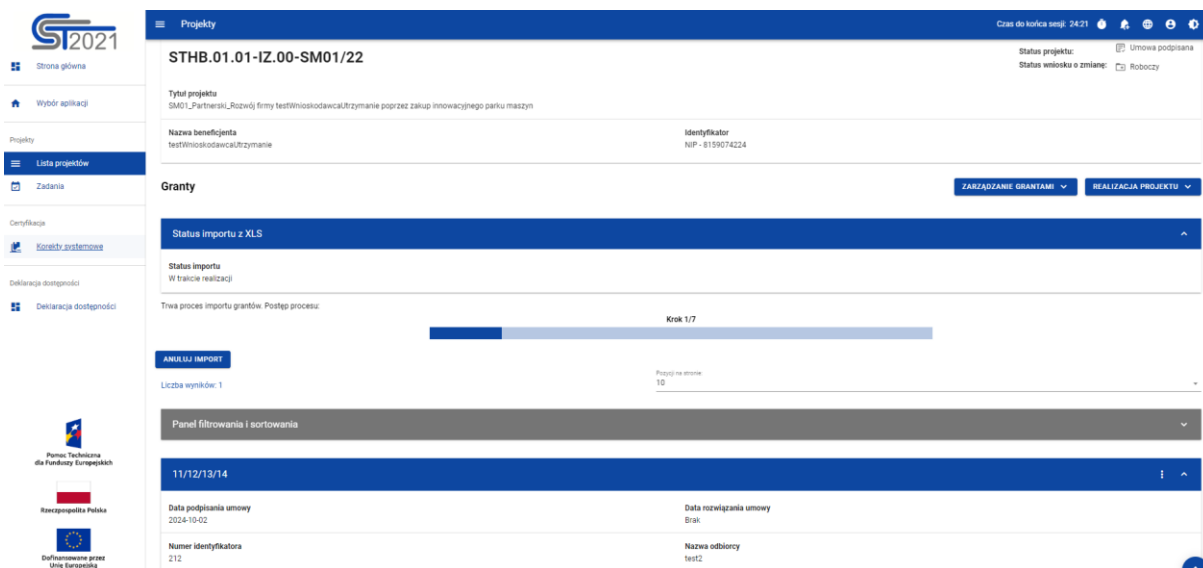 ST2021
Strona główna
Wybór aplikacji
Projekty
Lista projektów
Zadania
Certyfikacja
Korekty systemowe
Deklaracja dostępności
Deklaracja dostępności
Pomoc Techniczna
dla Funduszy Europejskich
Rzeczpospolita Polska
Dofinansowane przez
Unię Europejską
Projekty
Czas do końca sesji: 24:21
STHB.01.01-IZ.00-SM01/22
Status projektu: Umowa podpisana
Status wniosku o zmianę: Roboczy
Tytuł projektu
SM01_Partnerski_Rozwój firmy testWnioskodawcaUtrzymanie poprzez zakup innowacyjnego parku maszyn
Nazwa beneficjenta
testWnioskodawcaUtrzymanie
Identyfikator
NIP - 8159074224
Granty
ZARZĄDZANIE GRANTAMI
REALIZACJA PROJEKTU
Status importu z XLS
Status importu
W trakcie realizacji
Trwa proces importu grantów. Postęp procesu:
Krok 1/7
ANULUJ IMPORT
Liczba wyników: 1
Pozycji na stronie
10
Panel filtrowania i sortowania
11/12/13/14
Data podpisania umowy
2024-10-02
Data rozwiązania umowy
Brak
Numer identyfikatora
212
Nazwa odbiorcy
test2